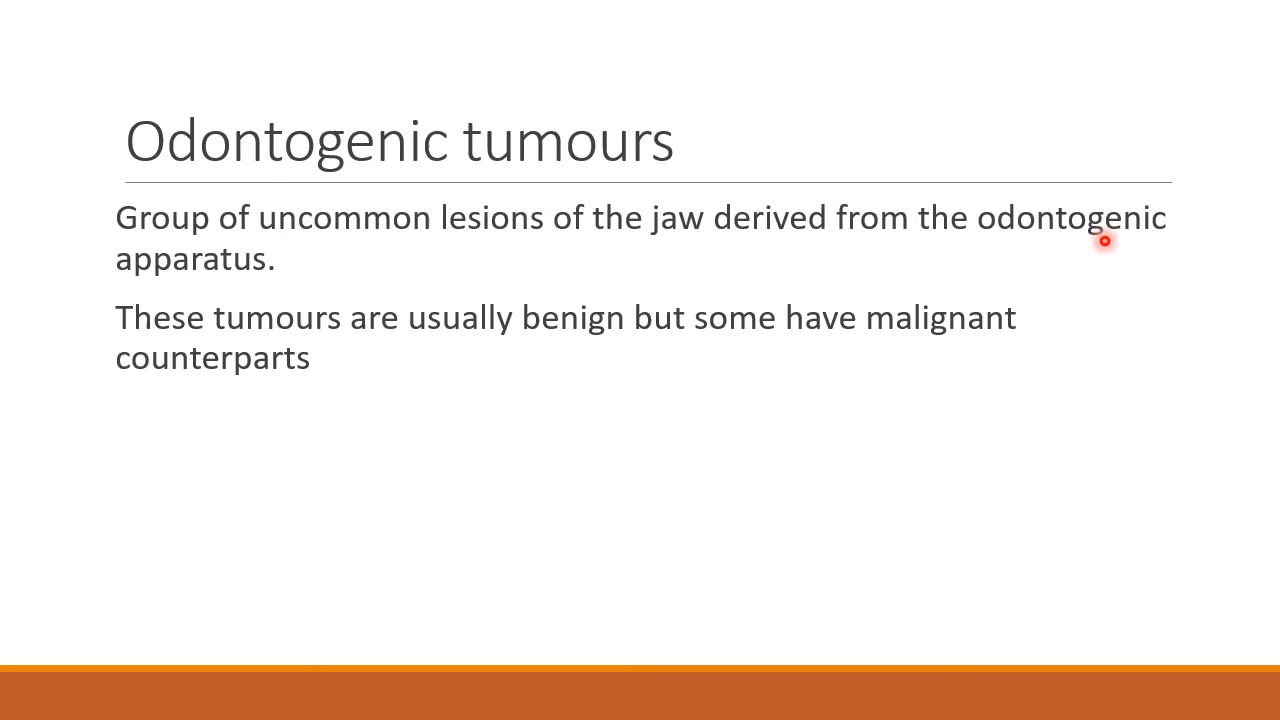 Odontogenic tumours
Group of uncommon lesions of the jaw derived from the odontogenic
apparatus.
These tumours are usually benign but some have malignant
counterparts